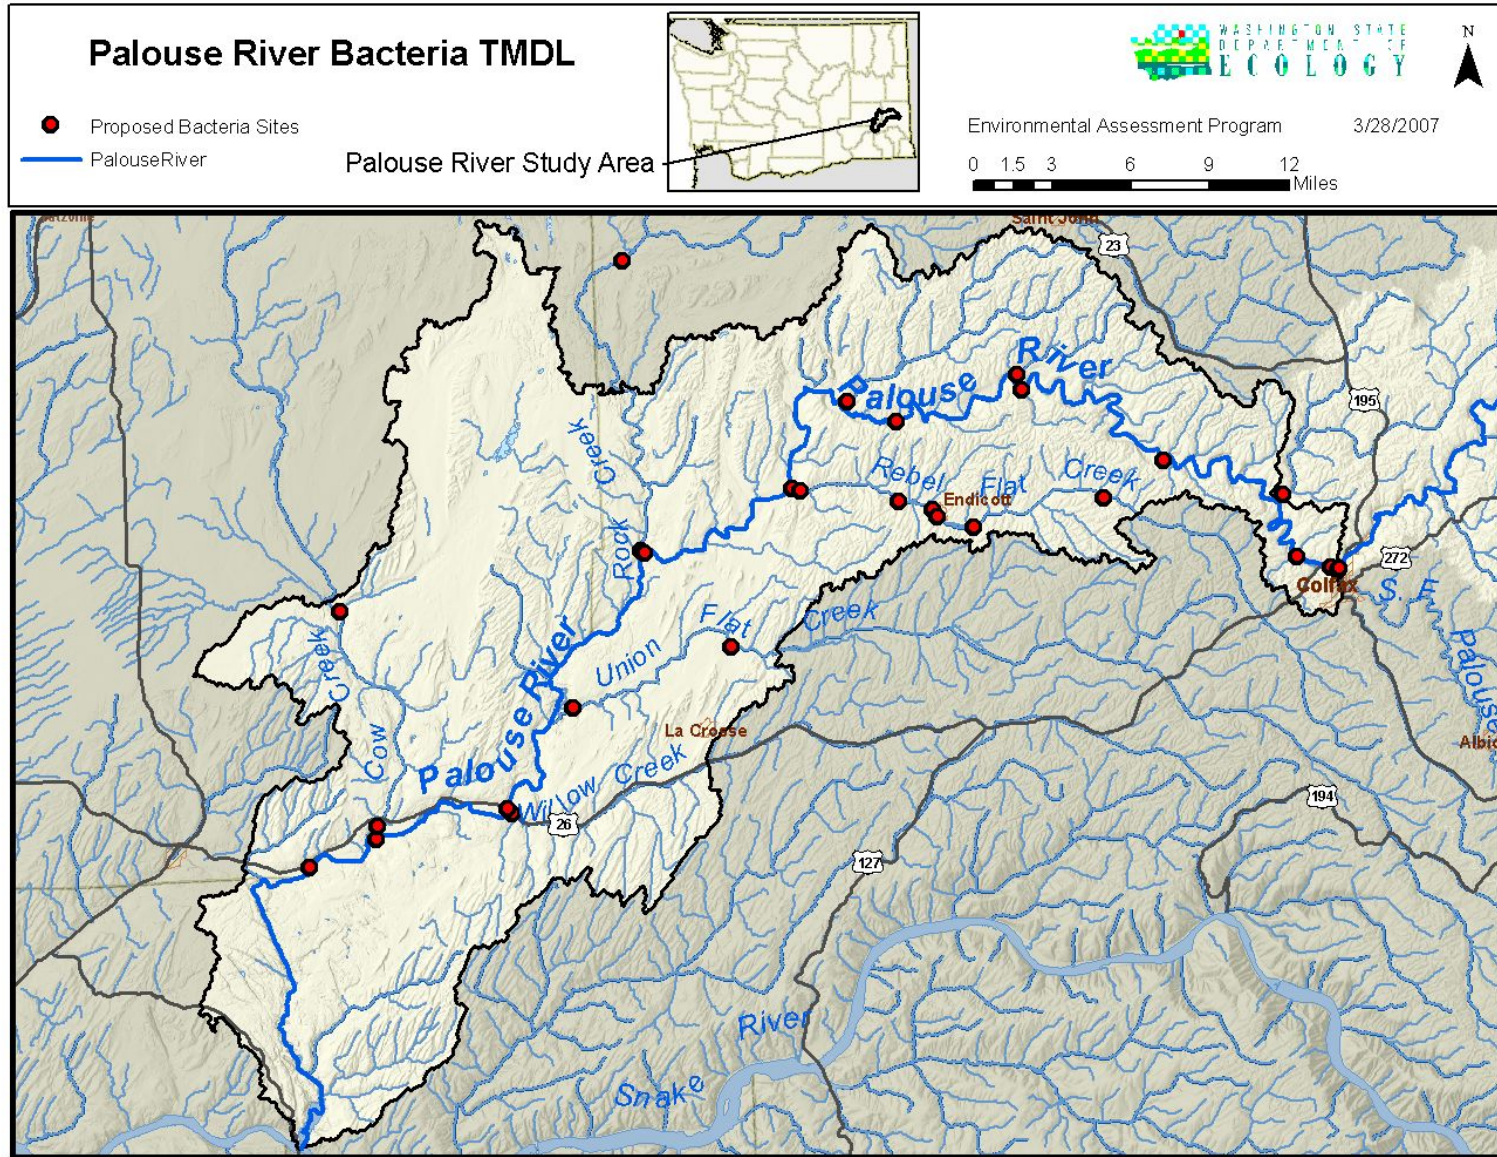 Palouse River Bacteria TMDL
Proposed Bacteria Sites
PalouseRiver
Palouse River Study Area
WASHINGTON STATE
DEPARTMENT OF
ECOLOGY
N
Environmental Assessment Program
3/28/2007
0 1.5 3 6 9 12
Miles
Saint John
23
195
Palouse River
Rebel Flat Creek
Endicott
Rock Creek
272
Colfax
S. F. Palouse
Union Flat Creek
Palouse River
Cow Creek
La Crosse
Albio
Willow Creek
26
194
127
Snake River